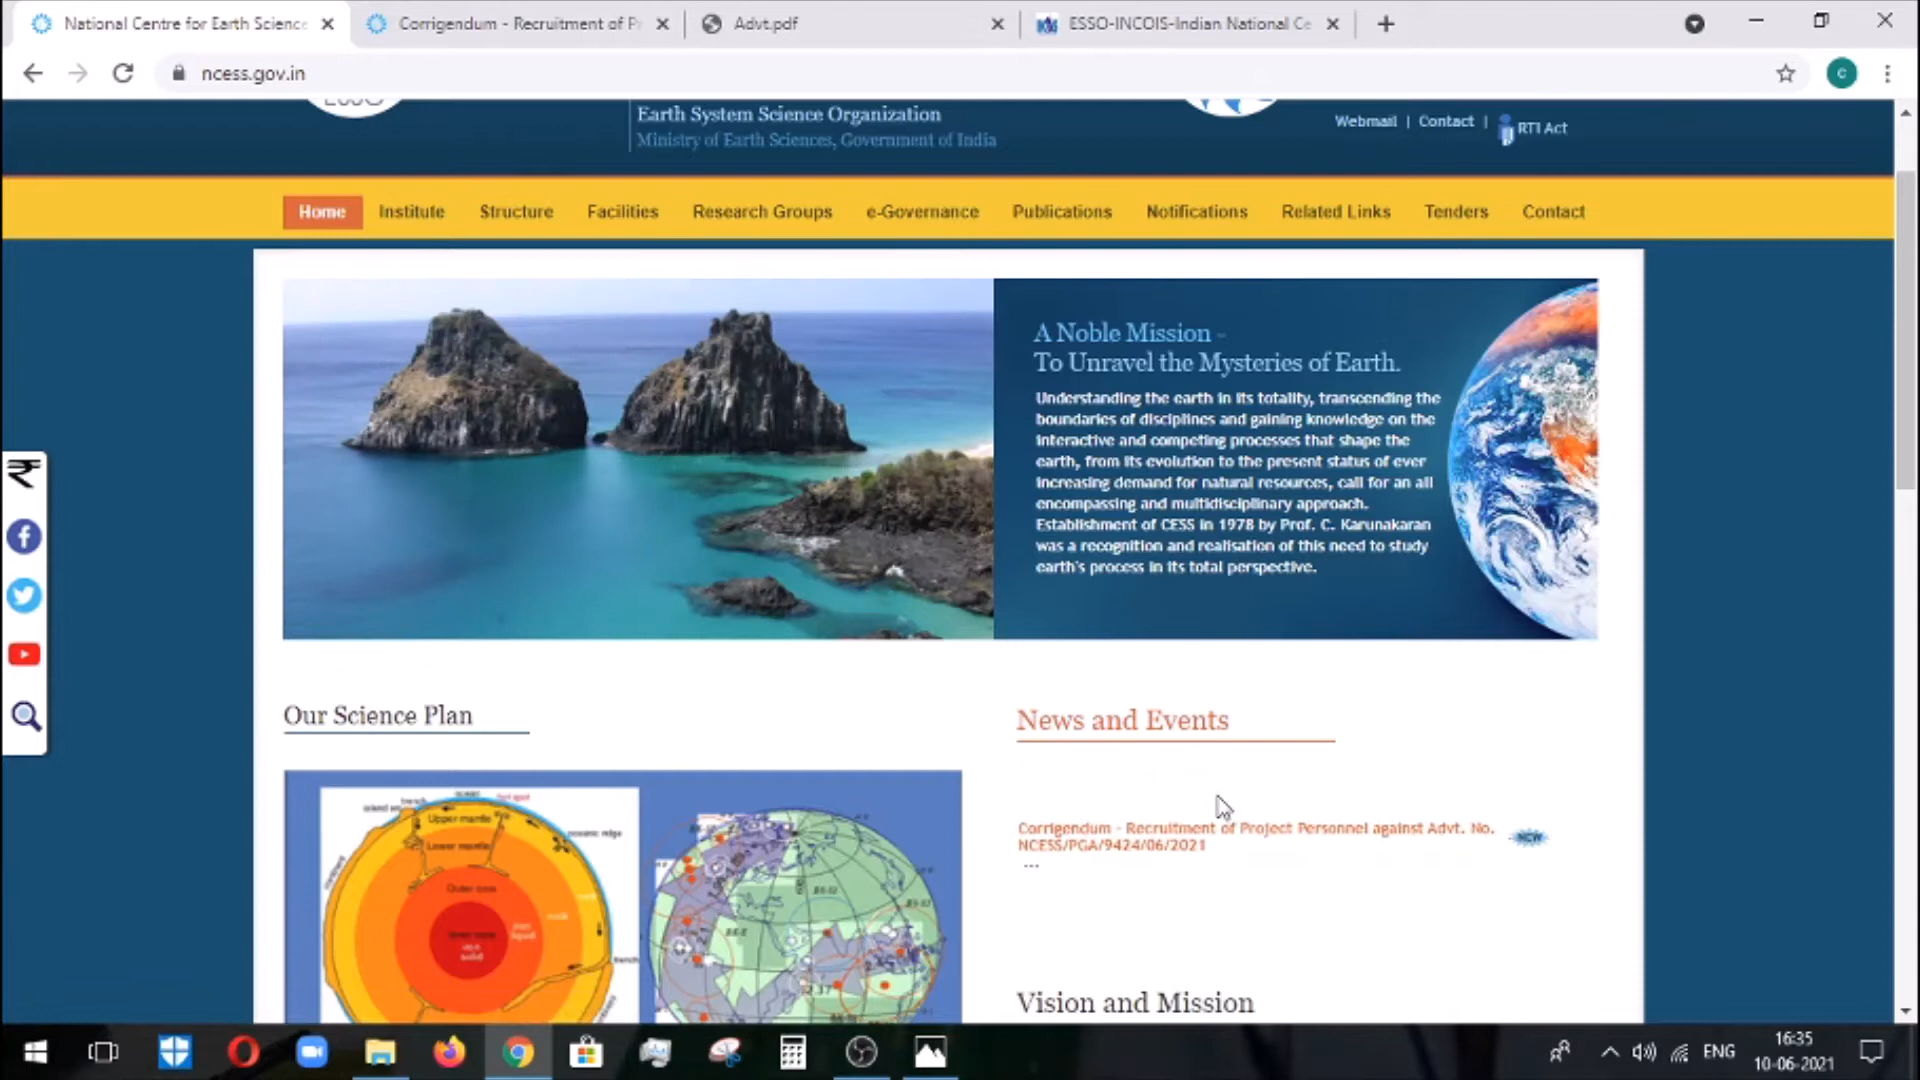 National Centre for Earth Science
Corrigendum - Recruitment of P
Advt.pdf
ESSO-INCOIS-Indian National Ce
ncess.gov.in
C
Earth System Science Organization
Ministry of Earth Sciences, Government of India
Webmail | Contact | RTI Act
Home Institute Structure Facilities Research Groups e-Governance Publications Notifications Related Links Tenders Contact
A Noble Mission -
To Unravel the Mysteries of Earth.
Understanding the earth in its totality, transcending the
boundaries of disciplines and gaining knowledge on the
interactive and competing processes that shape the
earth, from its evolution to the present status of ever
increasing demand for natural resources, call for an all
encompassing and multidisciplinary approach.
Establishment of CESS in 1978 by Prof. C. Karunakaran
was a recognition and realisation of this need to study
earth's process in its total perspective.
Our Science Plan
News and Events
Corrigendum - Recruitment of Project Personnel against Advt. No.
NCESS/PGA/9424/06/2021
NEW
...
Upper mantle
Lower mantle
Outer core
oceanic ridge
Vision and Mission
ENG
16:35
10-06-2021